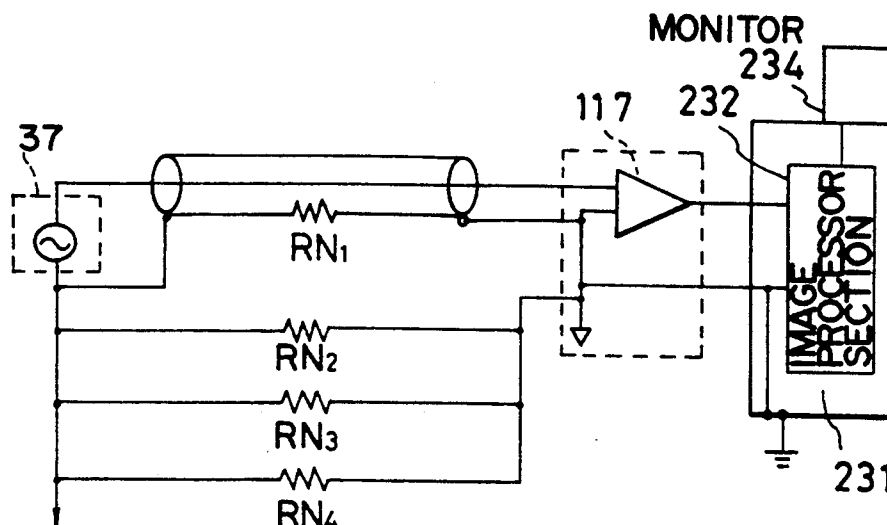 MONITOR
234
232
117
37
RN1
IMAGE
PROCESSOR
SECTION
RN2
RN3
231
RN4